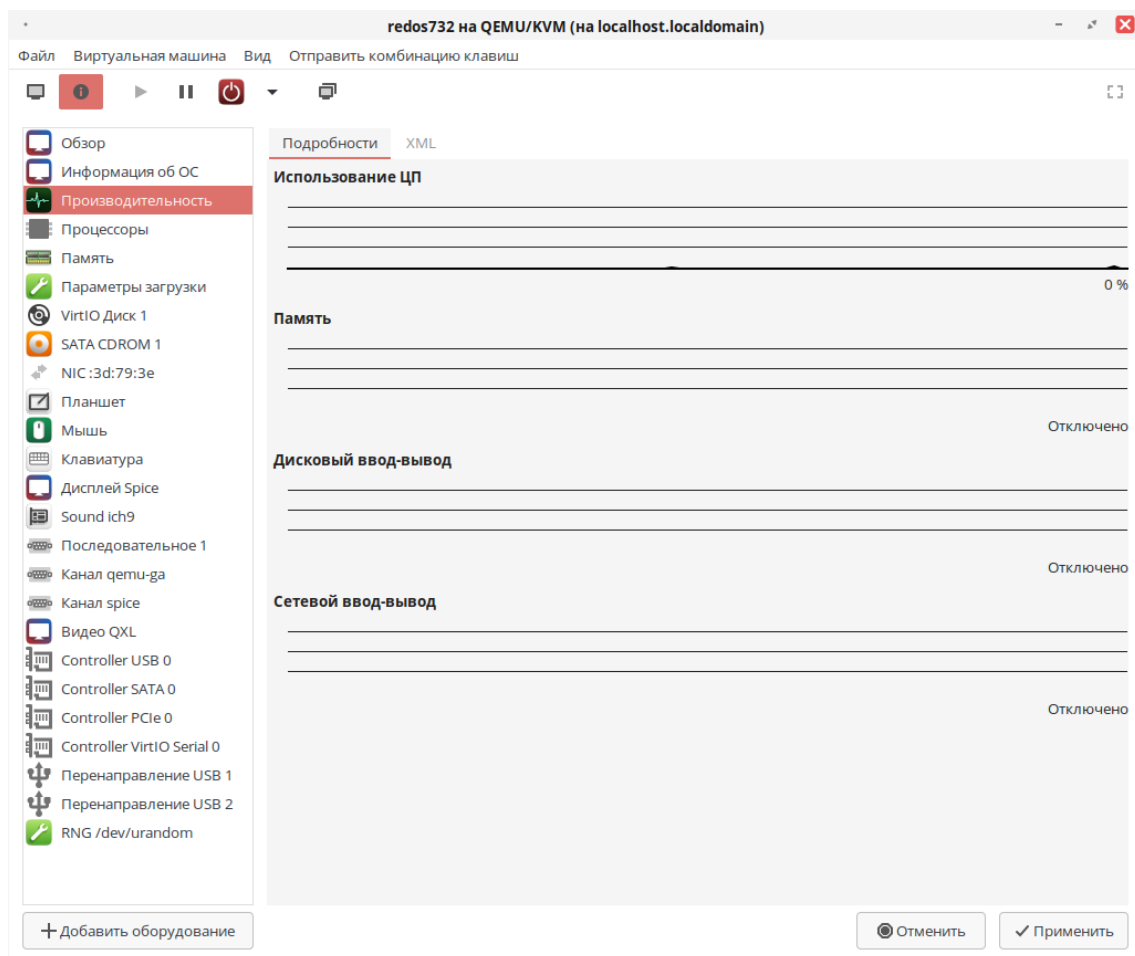 redos732 на QEMU/KVM (на localhost.localdomain)
Файл Виртуальная машина Вид Отправить комбинацию клавиш
Обзор
Информация об ОС
Производительность
Процессоры
Память
Параметры загрузки
VirtIO Диск 1
SATA CDROM 1
NIC :3d:79:3e
Планшет
Мышь
Клавиатура
Дисплей Spice
Sound ich9
Последовательное 1
Канал qemu-ga
Канал spice
Видео QXL
Controller USB 0
Controller SATA 0
Controller PCIe 0
Controller VirtIO Serial 0
Перенаправление USB 1
Перенаправление USB 2
RNG /dev/urandom
Добавить оборудование
Подробности XML
Использование ЦП
0 %
Память
Отключено
Дисковый ввод-вывод
Отключено
Сетевой ввод-вывод
Отключено
Отменить Применить